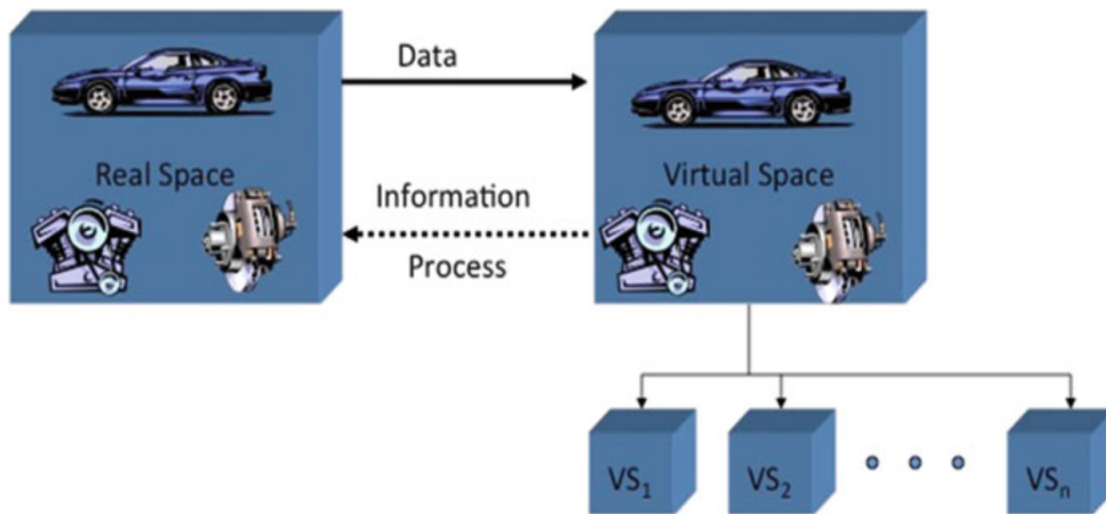 Data
Real Space
Virtual Space
Information
Process
VS₁
VS₂
VSₙ